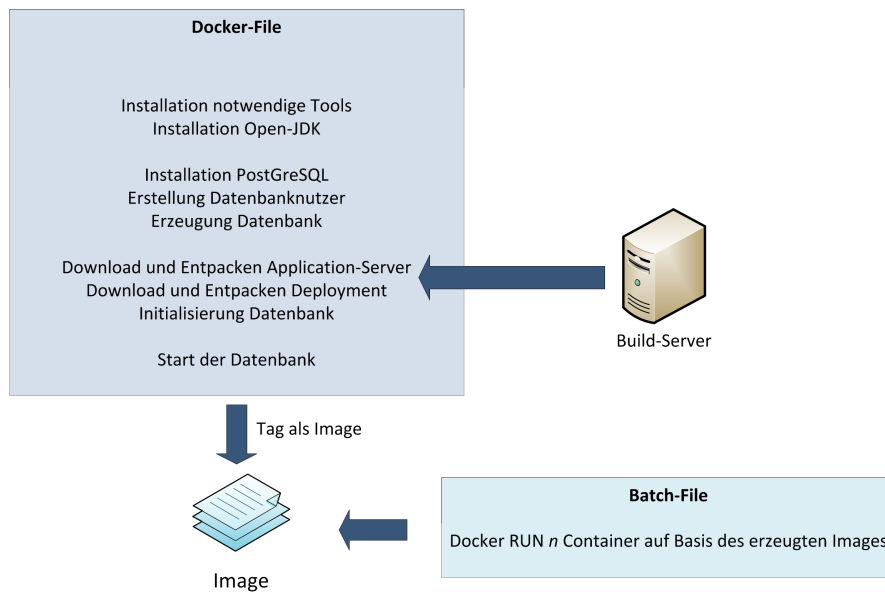 Docker-File
Installation notwendige Tools
Installation Open-JDK
Installation PostGreSQL
Erstellung Datenbanknutzer
Erzeugung Datenbank
Download und Entpacken Application-Server
Download und Entpacken Deployment
Initialisierung Datenbank
Start der Datenbank
Build-Server
Tag als Image
Image
Batch-File
Docker RUN n Container auf Basis des erzeugten Images